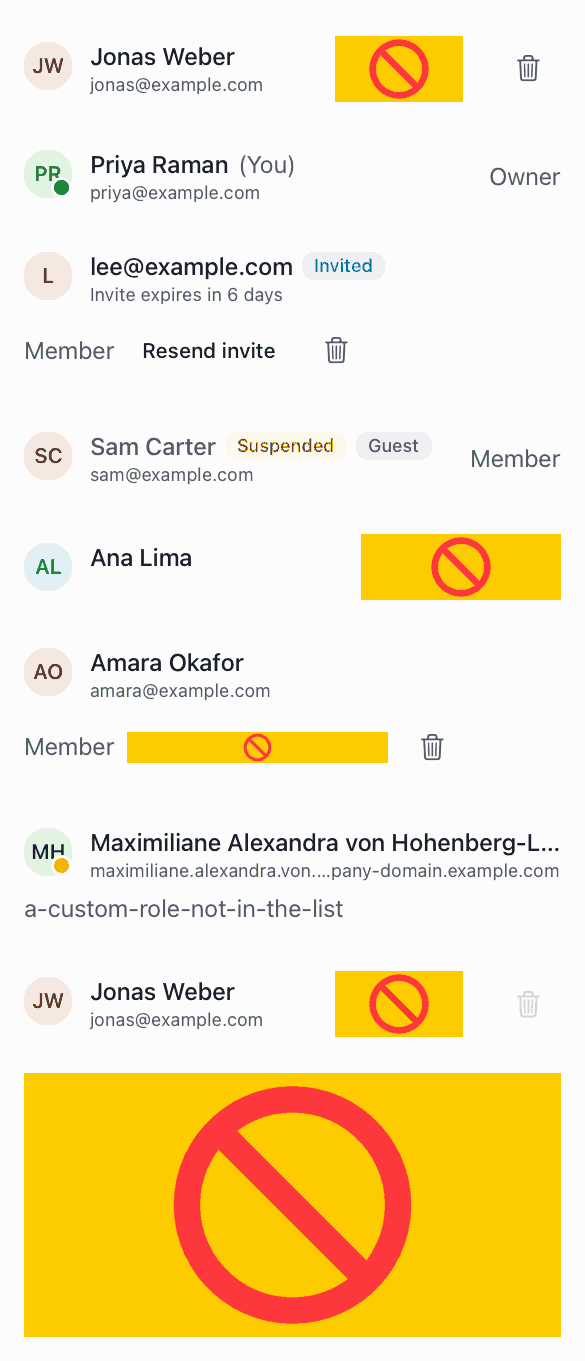 JW
Jonas Weber
jonas@example.com
PR
Priya Raman (You)
priya@example.com
Owner
L
lee@example.com Invited
Invite expires in 6 days
Member Resend invite
SC
Sam Carter Suspended Guest
sam@example.com
Member
AL
Ana Lima
AO
Amara Okafor
amara@example.com
Member
MH
Maximiliane Alexandra von Hohenberg-L...
maximiliane.alexandra.von....pany-domain.example.com
a-custom-role-not-in-the-list
JW
Jonas Weber
jonas@example.com